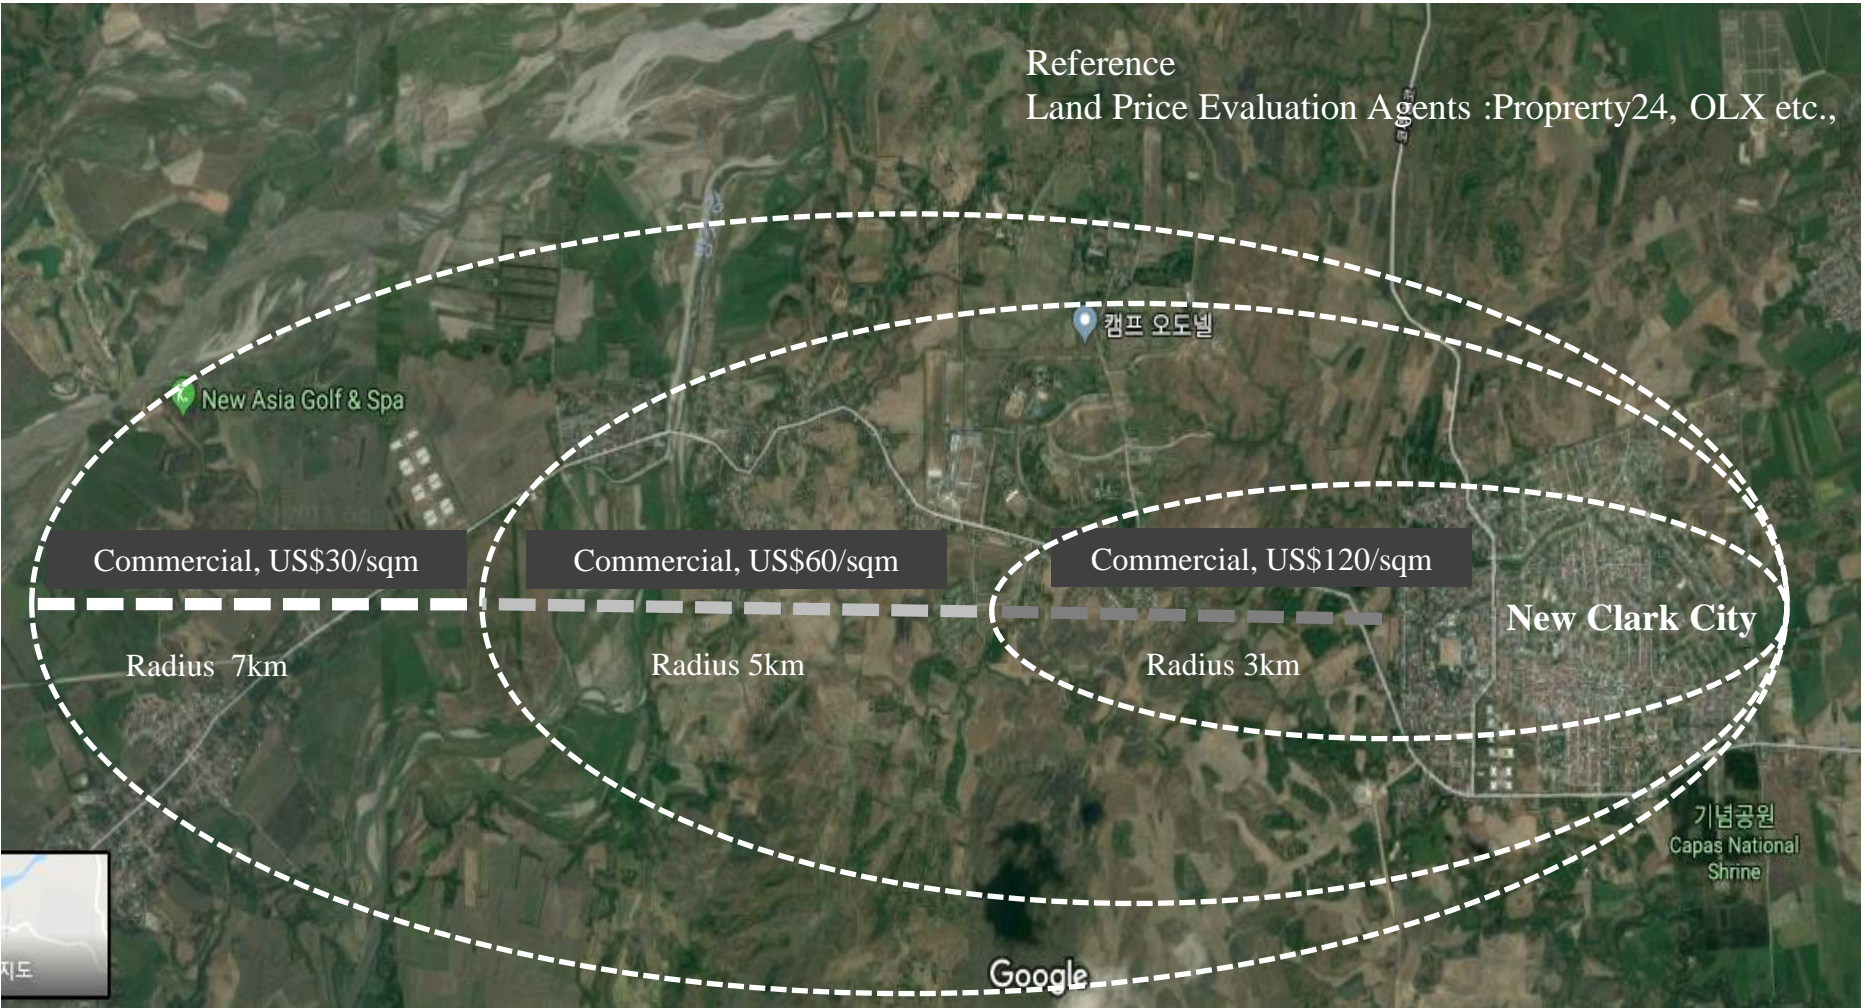 Reference
Land Price Evaluation Agents :Proprerty24, OLX etc.,
캠프 오도넬
New Asia Golf & Spa
Commercial, US$30/sqm
Commercial, US$60/sqm
Commercial, US$120/sqm
New Clark City
Radius 7km
Radius 5km
Radius 3km
기념공원
Capas National
Shrine
지도
Google